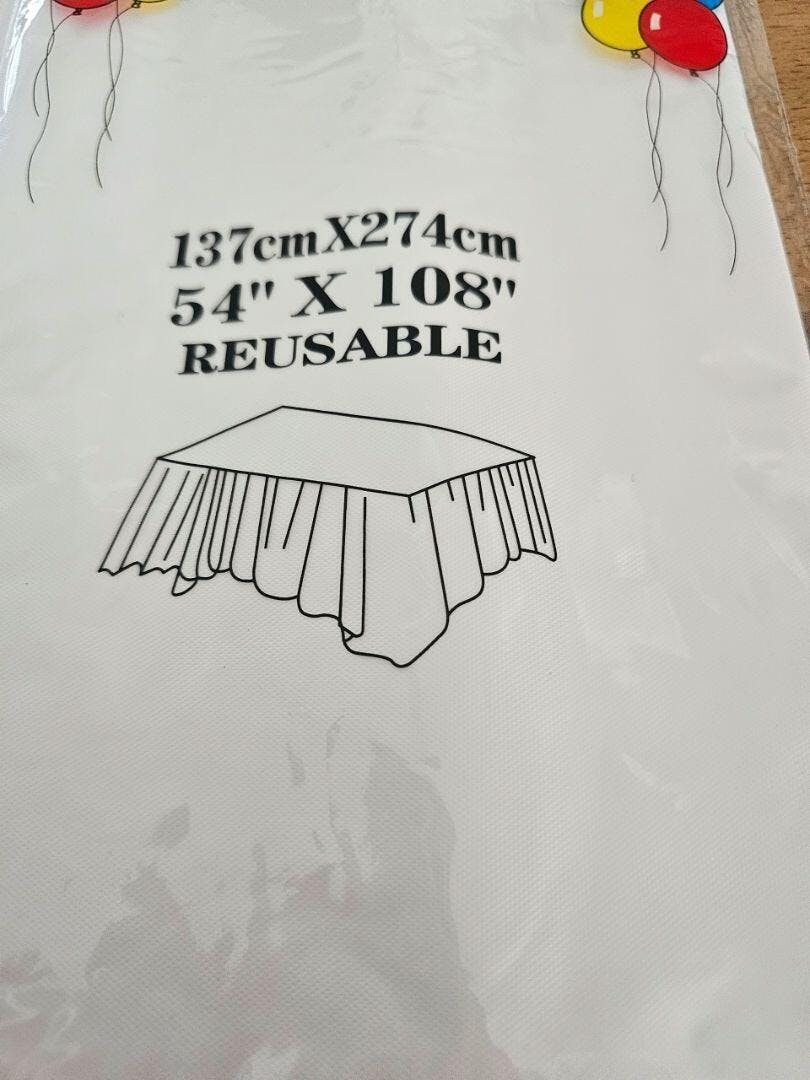 137cmX274cm
54" X 108"
REUSABLE